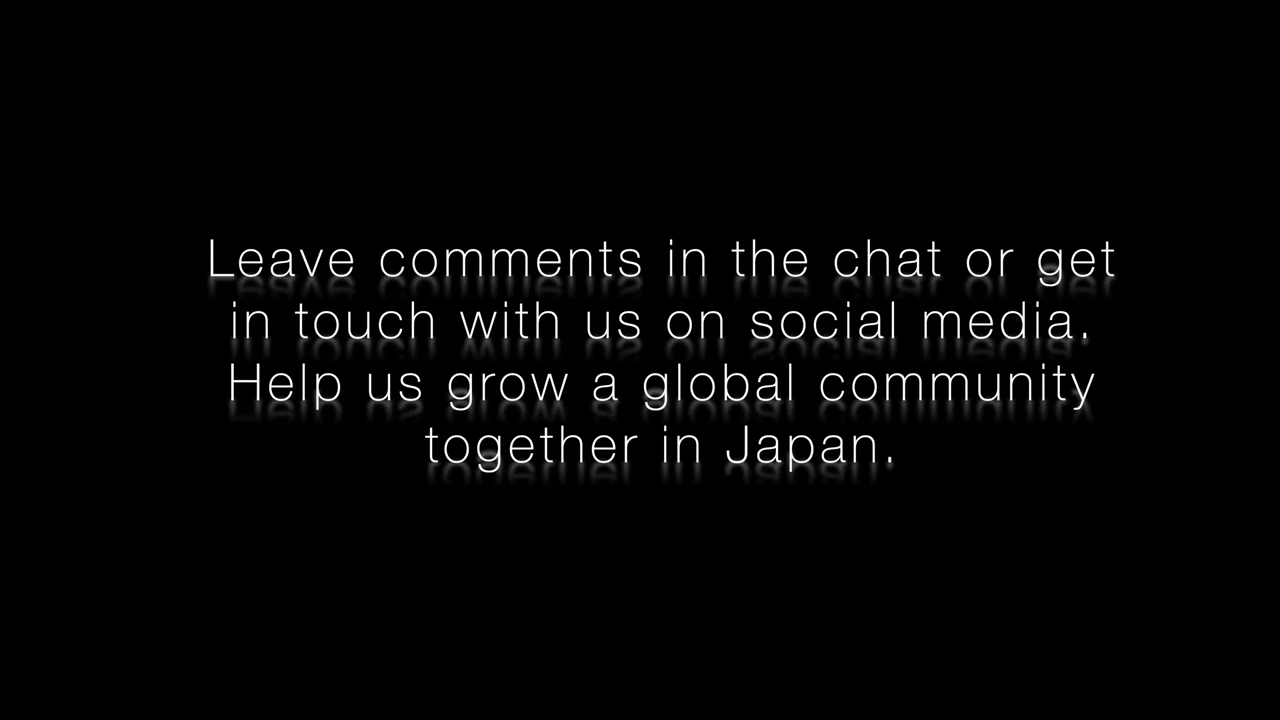 Leave comments in the chat or get
in touch with us on social media.
Help us grow a global community
together in Japan.